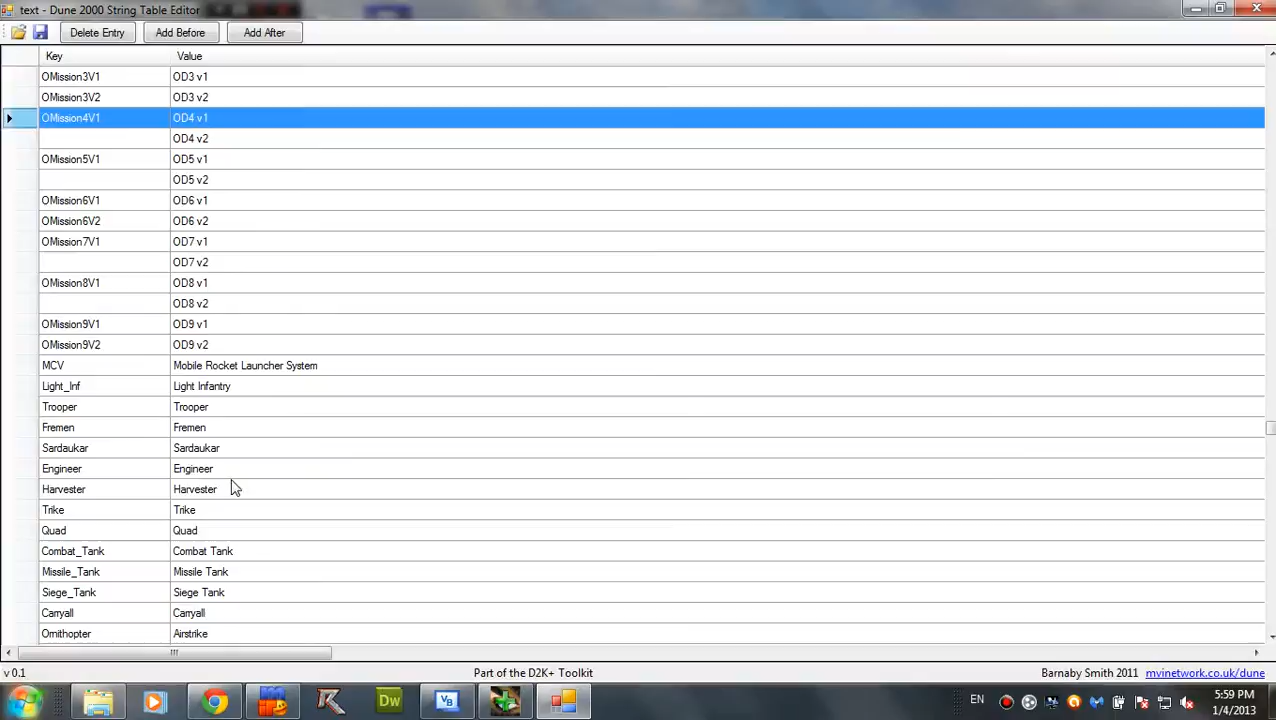 text - Dune 2000 String Table Editor
Delete Entry Add Before Add After
Key Value
OMission3V1 OD3 v1
OMission3V2 OD3 v2
OMission4V1 OD4 v1
OD4 v2
OMission5V1 OD5 v1
OD5 v2
OMission6V1 OD6 v1
OMission6V2 OD6 v2
OMission7V1 OD7 v1
OD7 v2
OMission8V1 OD8 v1
OD8 v2
OMission9V1 OD9 v1
OMission9V2 OD9 v2
MCV Mobile Rocket Launcher System
Light_Inf Light Infantry
Trooper Trooper
Fremen Fremen
Sardaukar Sardaukar
Engineer Engineer
Harvester Harvester
Trike Trike
Quad Quad
Combat_Tank Combat Tank
Missile_Tank Missile Tank
Siege_Tank Siege Tank
Carryall Carryall
Ornithopter Airstrike
v 0.1 Part of the D2K+ Toolkit Barnaby Smith 2011 mvinetwork.co.uk/dune
Dw VB EN 5:59 PM
1/4/2013